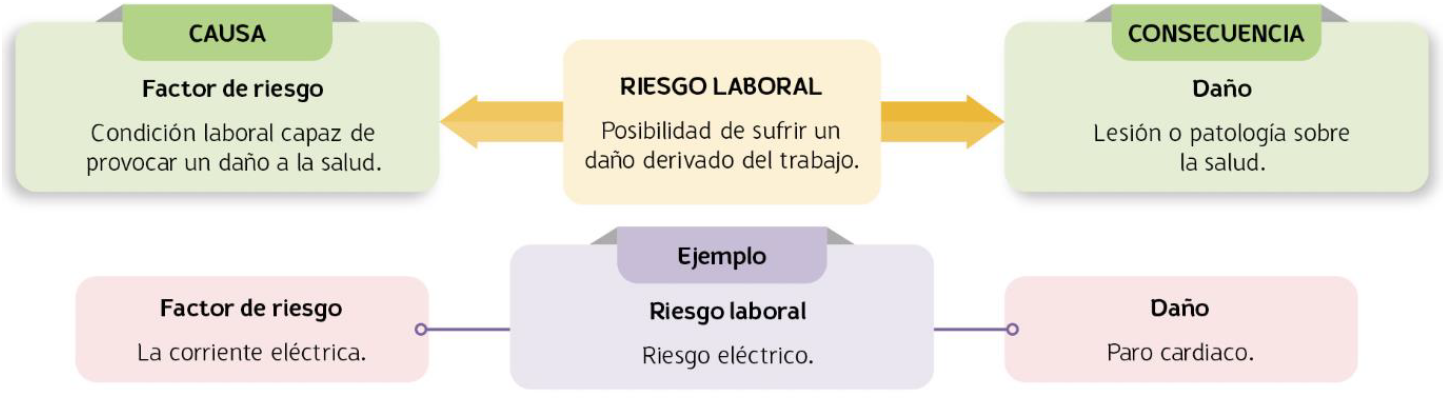 CAUSA
Factor de riesgo
Condición laboral capaz de
provocar un daño a la salud.
RIESGO LABORAL
Posibilidad de sufrir un
daño derivado del trabajo.
CONSECUENCIA
Daño
Lesión o patología sobre
la salud.
Ejemplo
Factor de riesgo
La corriente eléctrica.
Riesgo laboral
Riesgo eléctrico.
Daño
Paro cardiaco.